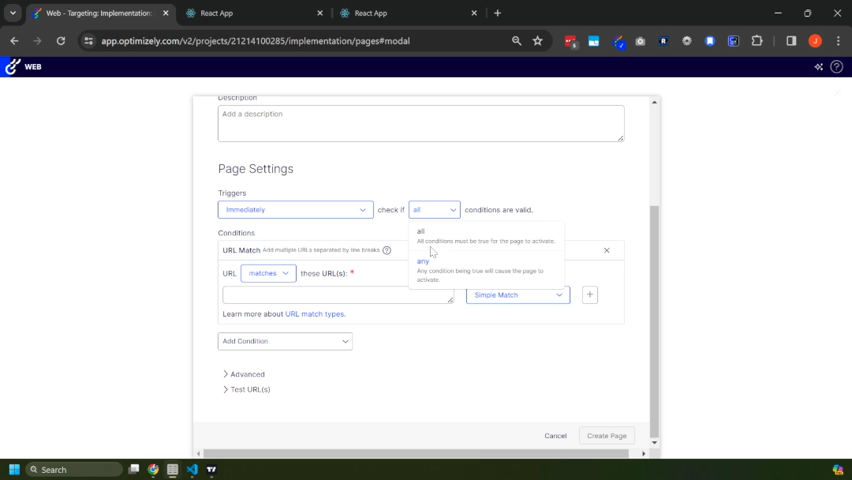 Web - Targeting: Implementation:
React App
React App
app.optimizely.com/v2/projects/21214100285/implementation/pages#modal
5
J
WEB
Description
Add a description
Page Settings
Triggers
Immediately check if all conditions are valid.
Conditions
all
All conditions must be true for the page to activate.
URL Match Add multiple URLs separated by line breaks
any
Any condition being true will cause the page to
activate.
URL matches these URL(s): *
Simple Match
Learn more about URL match types.
Add Condition
Advanced
Test URL(s)
Cancel Create Page
Search